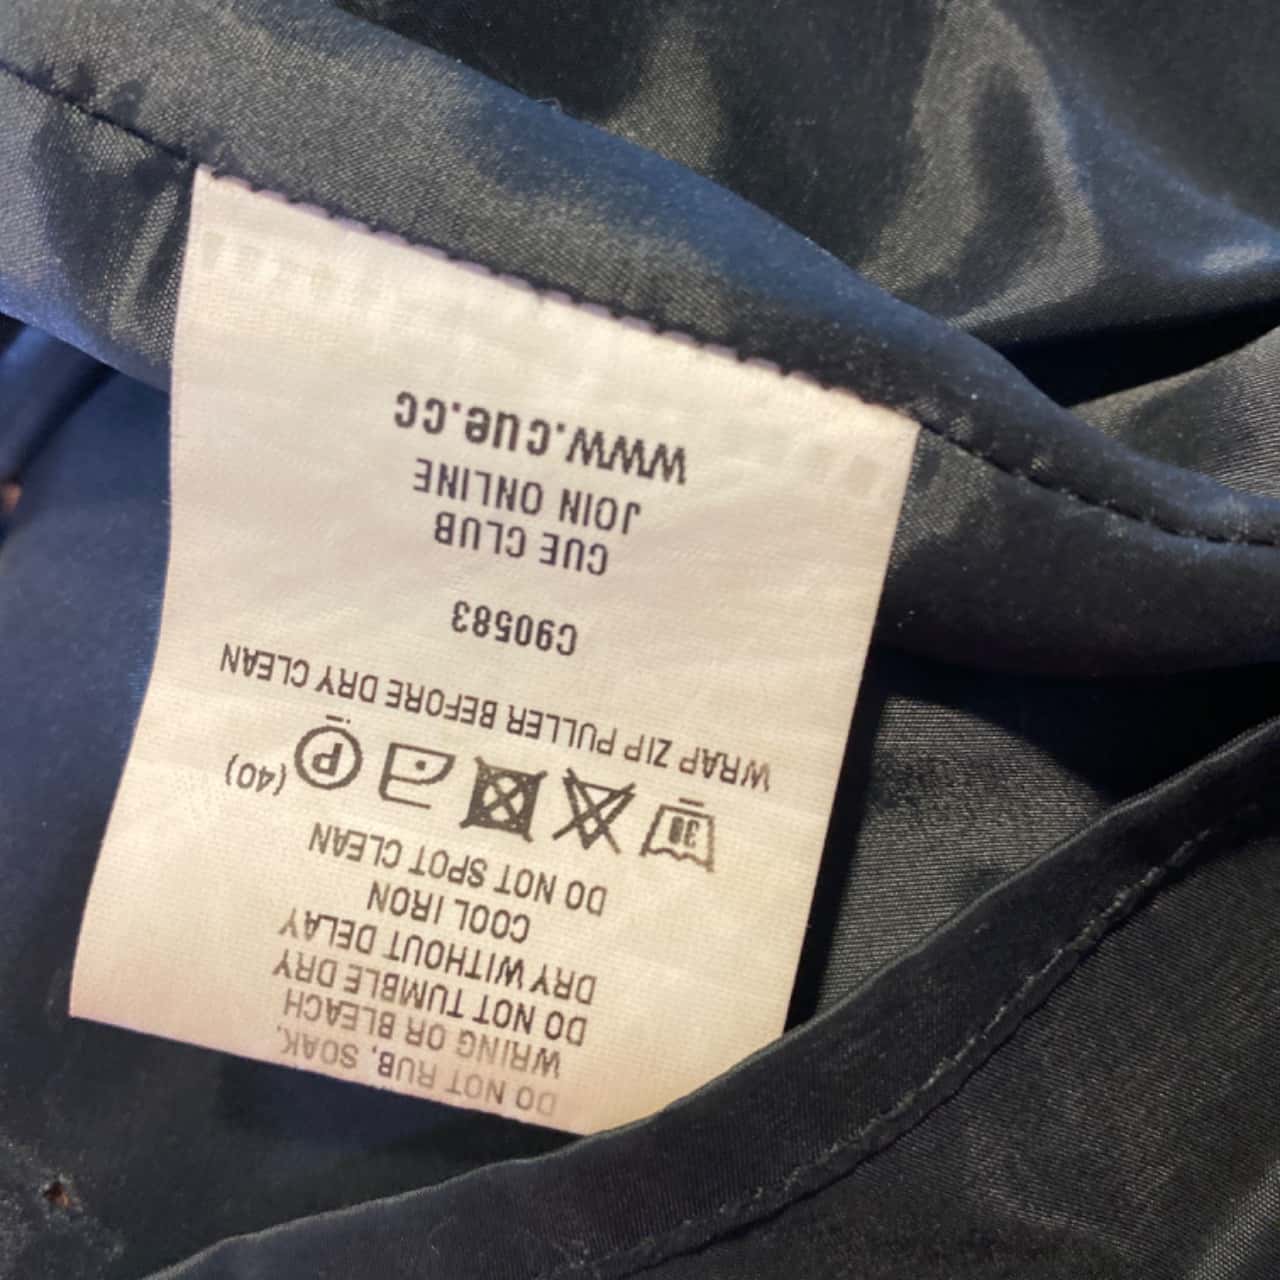 DO NOT RUB, SOAK,
WRING OR BLEACH
DO NOT TUMBLE DRY
DRY WITHOUT DELAY
COOL IRON
DO NOT SPOT CLEAN
30 P (40)
WRAP ZIP PULLER BEFORE DRY CLEAN
C90583
CUE CLUB
JOIN ONLINE
www.cue.cc